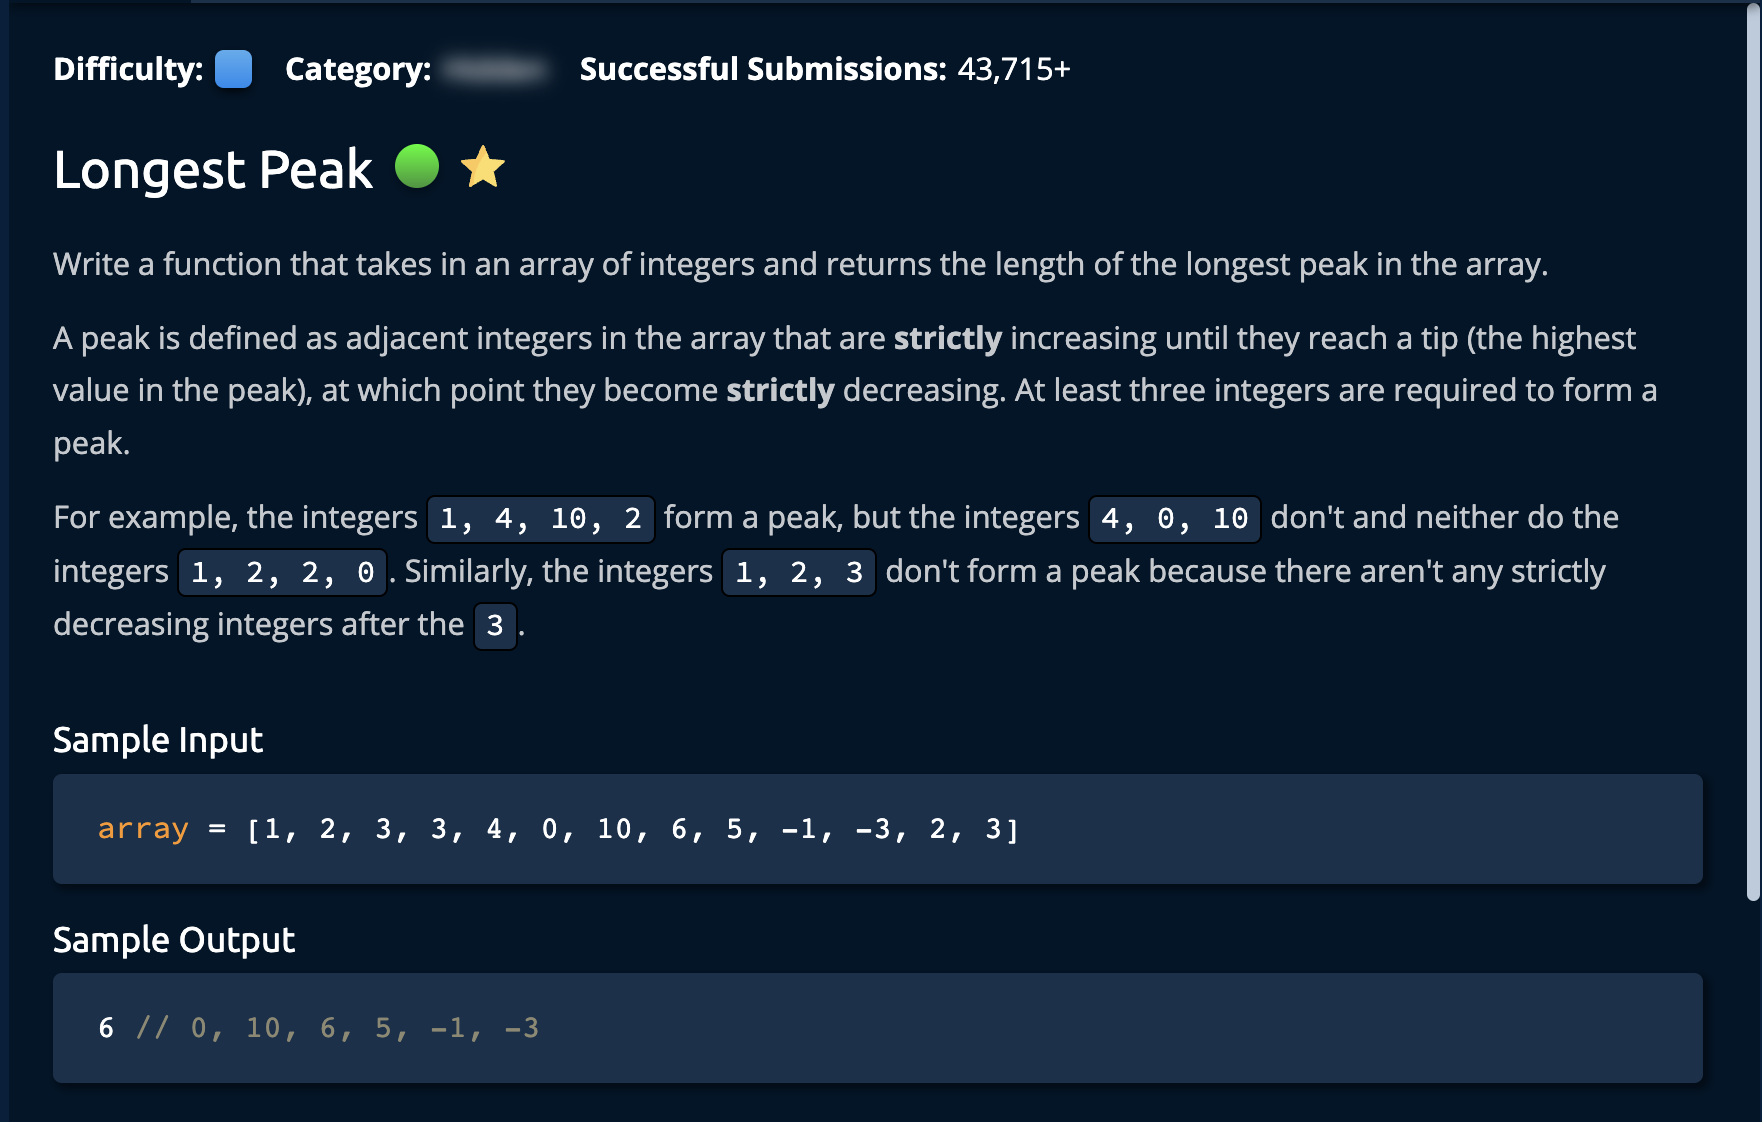 Difficulty: Category: Successful Submissions: 43,715+
Longest Peak
Write a function that takes in an array of integers and returns the length of the longest peak in the array.
A peak is defined as adjacent integers in the array that are strictly increasing until they reach a tip (the highest
value in the peak), at which point they become strictly decreasing. At least three integers are required to form a
peak.
For example, the integers 1, 4, 10, 2 form a peak, but the integers 4, 0, 10 don't and neither do the
integers 1, 2, 2, 0. Similarly, the integers 1, 2, 3 don't form a peak because there aren't any strictly
decreasing integers after the 3.
Sample Input
array = [1, 2, 3, 3, 4, 0, 10, 6, 5, -1, -3, 2, 3]
Sample Output
6 // 0, 10, 6, 5, -1, -3